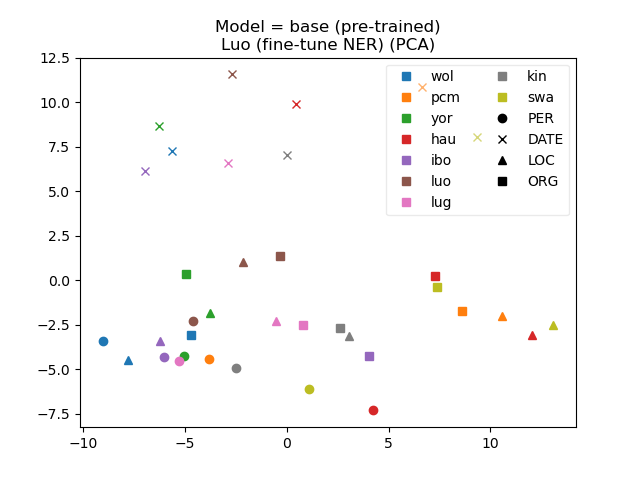 Model = base (pre-trained)
Luo (fine-tune NER) (PCA)
12.5
10.0
7.5
5.0
2.5
0.0
−2.5
−5.0
−7.5
−10
−5
0
5
10
wol
pcm
yor
hau
ibo
luo
lug
kin
swa
PER
DATE
LOC
ORG